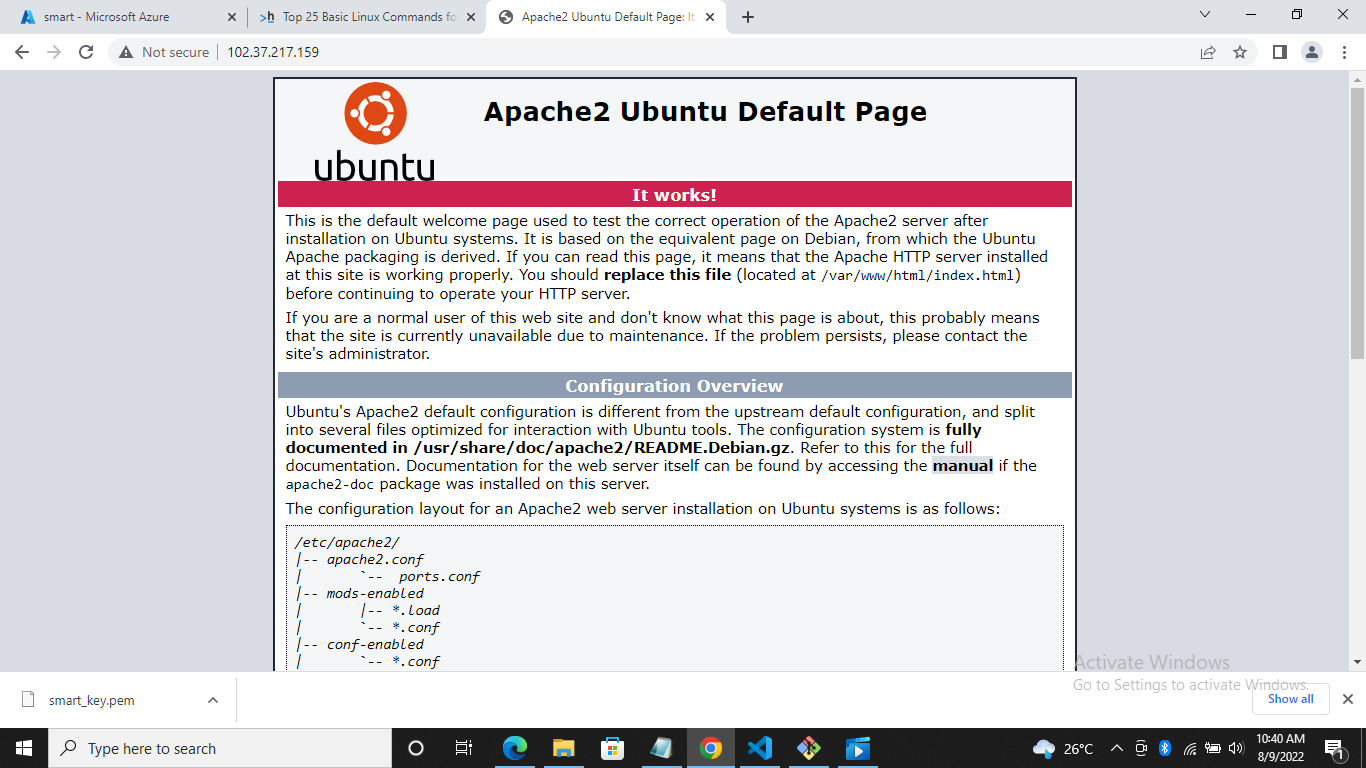 smart - Microsoft Azure
Top 25 Basic Linux Commands fo
Apache2 Ubuntu Default Page: It
Not secure
102.37.217.159
ubuntu
Apache2 Ubuntu Default Page
It works!
This is the default welcome page used to test the correct operation of the Apache2 server after
installation on Ubuntu systems. It is based on the equivalent page on Debian, from which the Ubuntu
Apache packaging is derived. If you can read this page, it means that the Apache HTTP server installed
at this site is working properly. You should replace this file (located at /var/www/html/index.html)
before continuing to operate your HTTP server.
If you are a normal user of this web site and don't know what this page is about, this probably means
that the site is currently unavailable due to maintenance. If the problem persists, please contact the
site's administrator.
Configuration Overview
Ubuntu's Apache2 default configuration is different from the upstream default configuration, and split
into several files optimized for interaction with Ubuntu tools. The configuration system is fully
documented in /usr/share/doc/apache2/README.Debian.gz. Refer to this for the full
documentation. Documentation for the web server itself can be found by accessing the manual if the
apache2-doc package was installed on this server.
The configuration layout for an Apache2 web server installation on Ubuntu systems is as follows:
/etc/apache2/
|-- apache2.conf
|       `--  ports.conf
|-- mods-enabled
|       |-- *.load
|       `-- *.conf
|-- conf-enabled
|       `-- *.conf
Activate Windows
Go to Settings to activate Windows.
smart_key.pem
Show all
Type here to search
26°C
10:40 AM
8/9/2022
1